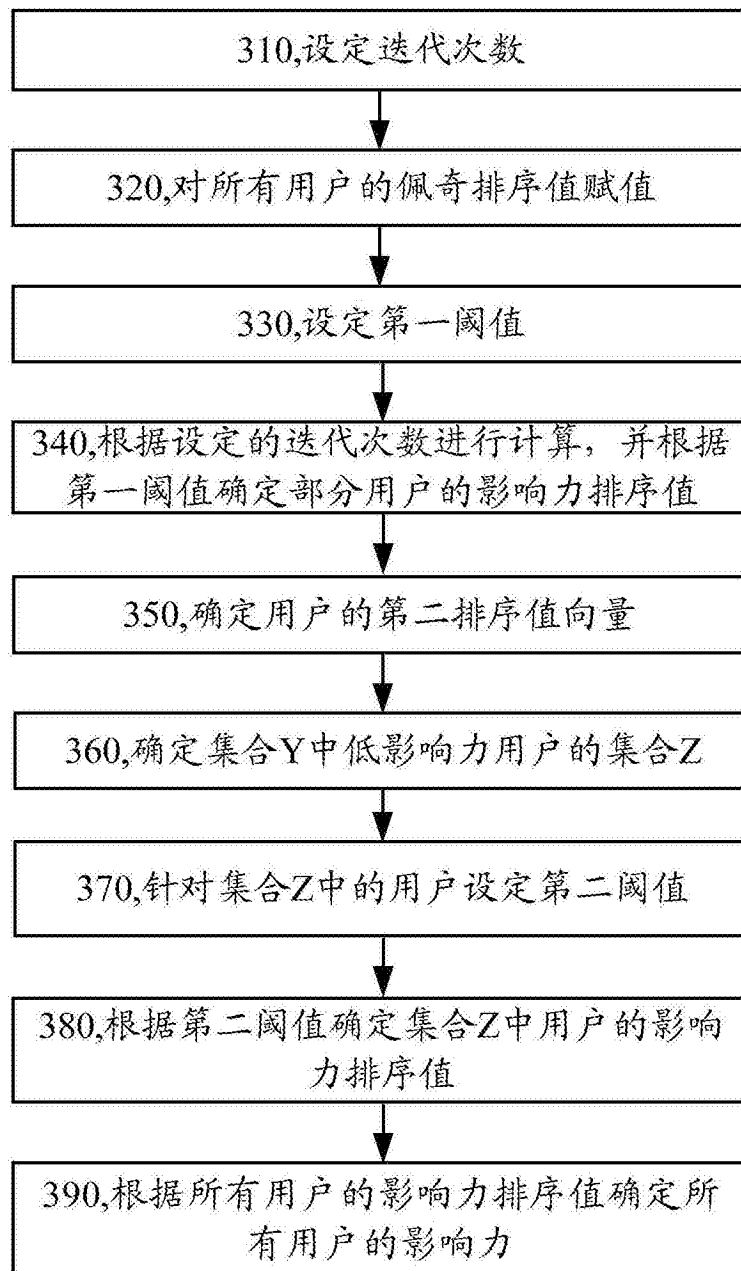 310,设定迭代次数
320,对所有用户的佩奇排序值赋值
330,设定第一阈值
340,根据设定的迭代次数进行计算，并根据
第一阈值确定部分用户的影响力排序值
350,确定用户的第二排序值向量
360,确定集合Y中低影响力用户的集合Z
370,针对集合Z中的用户设定第二阈值
380,根据第二阈值确定集合Z中用户的影响
力排序值
390,根据所有用户的影响力排序值确定所
有用户的影响力